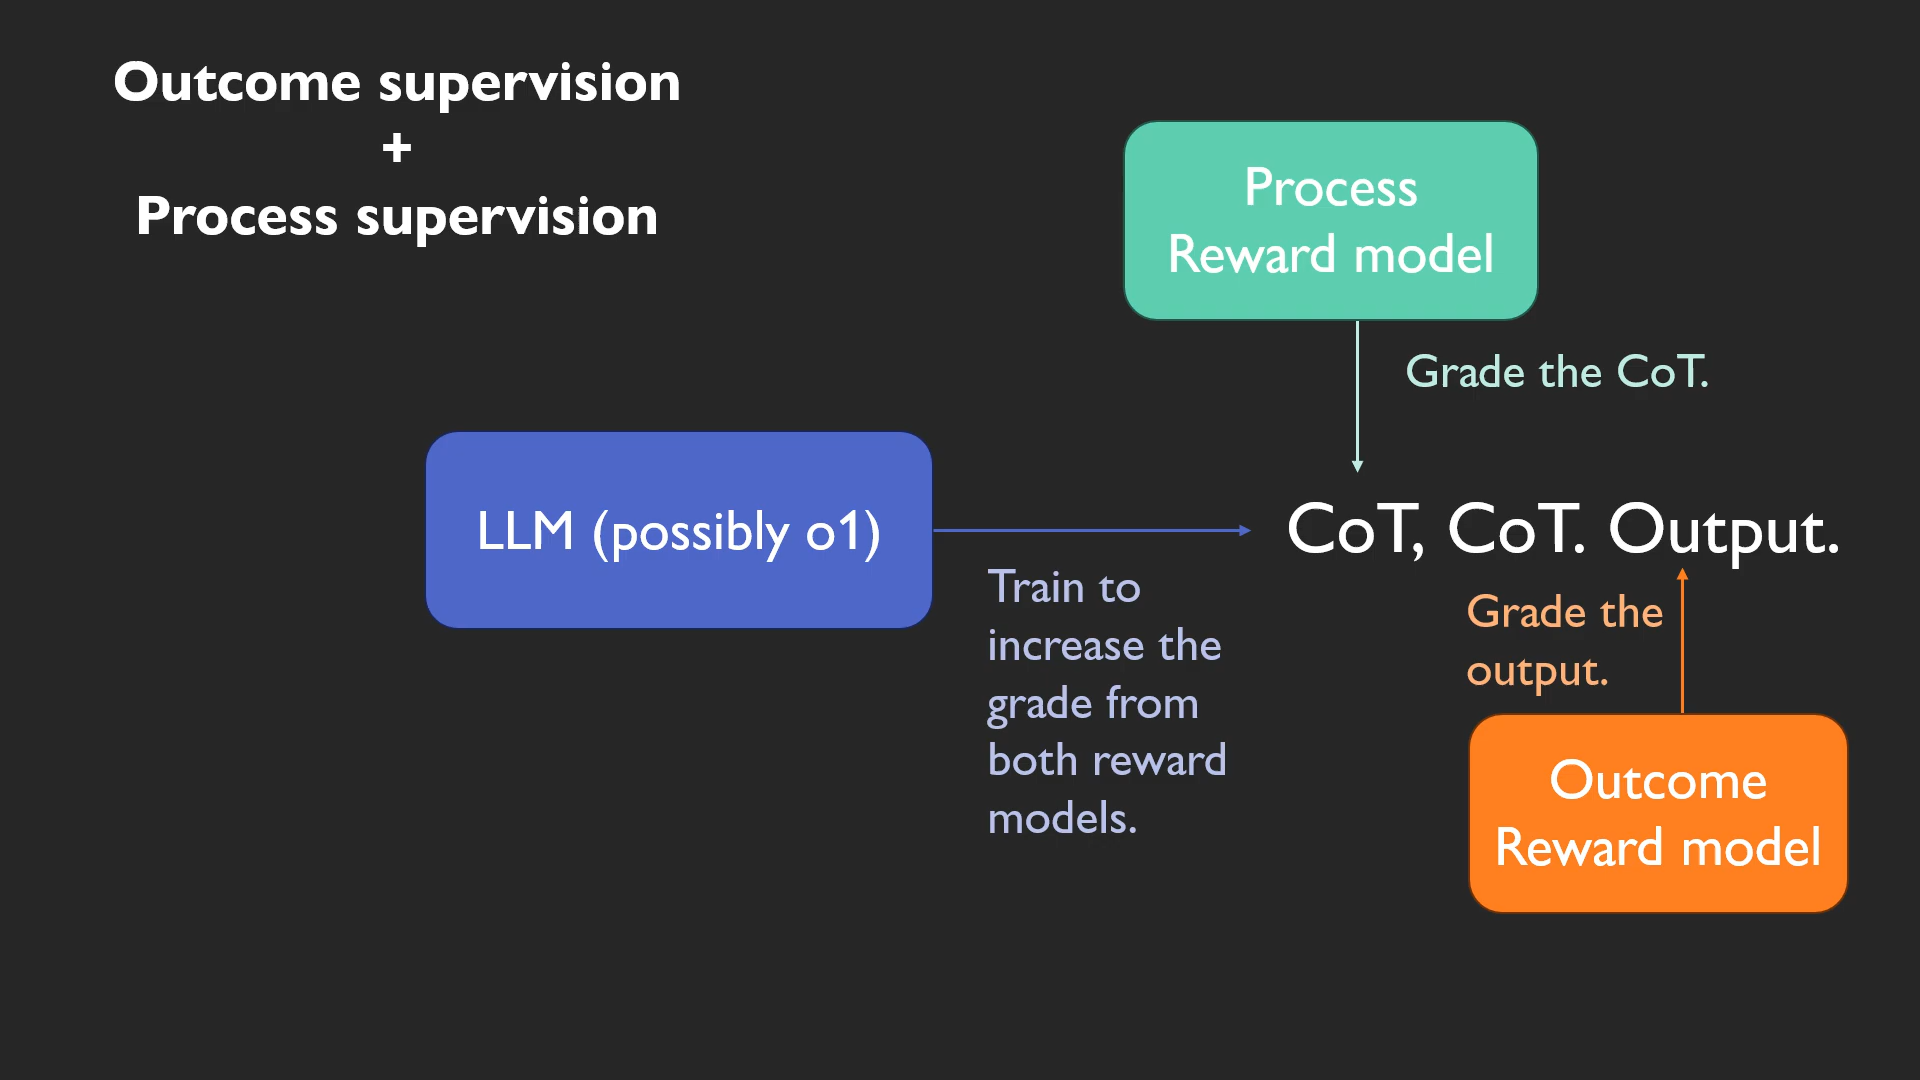 Outcome supervision
+
Process supervision
Process
Reward model
Grade the CoT.
LLM (possibly o1)
CoT, CoT. Output.
Train to
increase the
grade from
both reward
models.
Grade the
output.
Outcome
Reward model